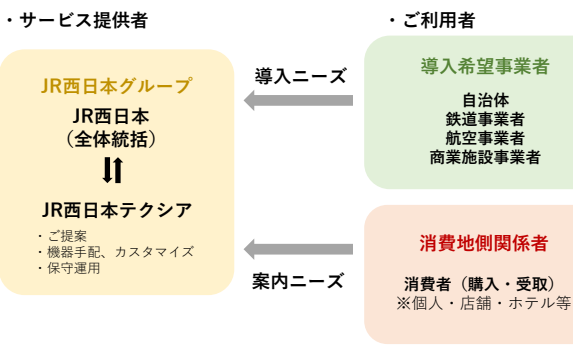 ・サービス提供者
JR西日本グループ
JR西日本
（全体統括）
JR西日本テクシア
・ご提案
・機器手配、カスタマイズ
・保守運用
導入ニーズ
案内ニーズ
・ご利用者
導入希望事業者
自治体
鉄道事業者
航空事業者
商業施設事業者
消費地側関係者
消費者（購入・受取）
※個人・店舗・ホテル等